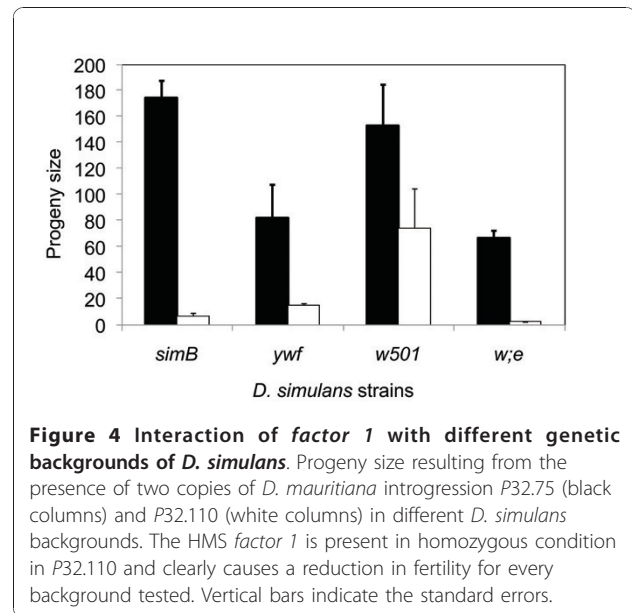 200
180
160
140
120
100
80
60
40
20
0
Progeny size
simB ywf w501 w;e
D. simulans strains
Figure 4 Interaction of factor 1 with different genetic
backgrounds of D. simulans. Progeny size resulting from the
presence of two copies of D. mauritiana introgression P32.75 (black
columns) and P32.110 (white columns) in different D. simulans
backgrounds. The HMS factor 1 is present in homozygous condition
in P32.110 and clearly causes a reduction in fertility for every
background tested. Vertical bars indicate the standard errors.